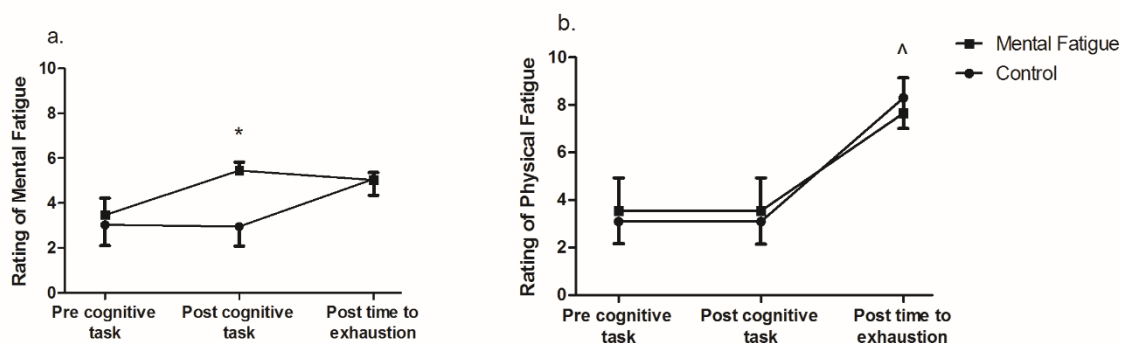 a.
Rating of Mental Fatigue
10
8
6
4
2
0
*
Pre cognitive
task
Post cognitive
task
Post time to
exhaustion
b.
Rating of Physical Fatigue
10
8
6
4
2
0
^
Pre cognitive
task
Post cognitive
task
Post time to
exhaustion
Mental Fatigue
Control